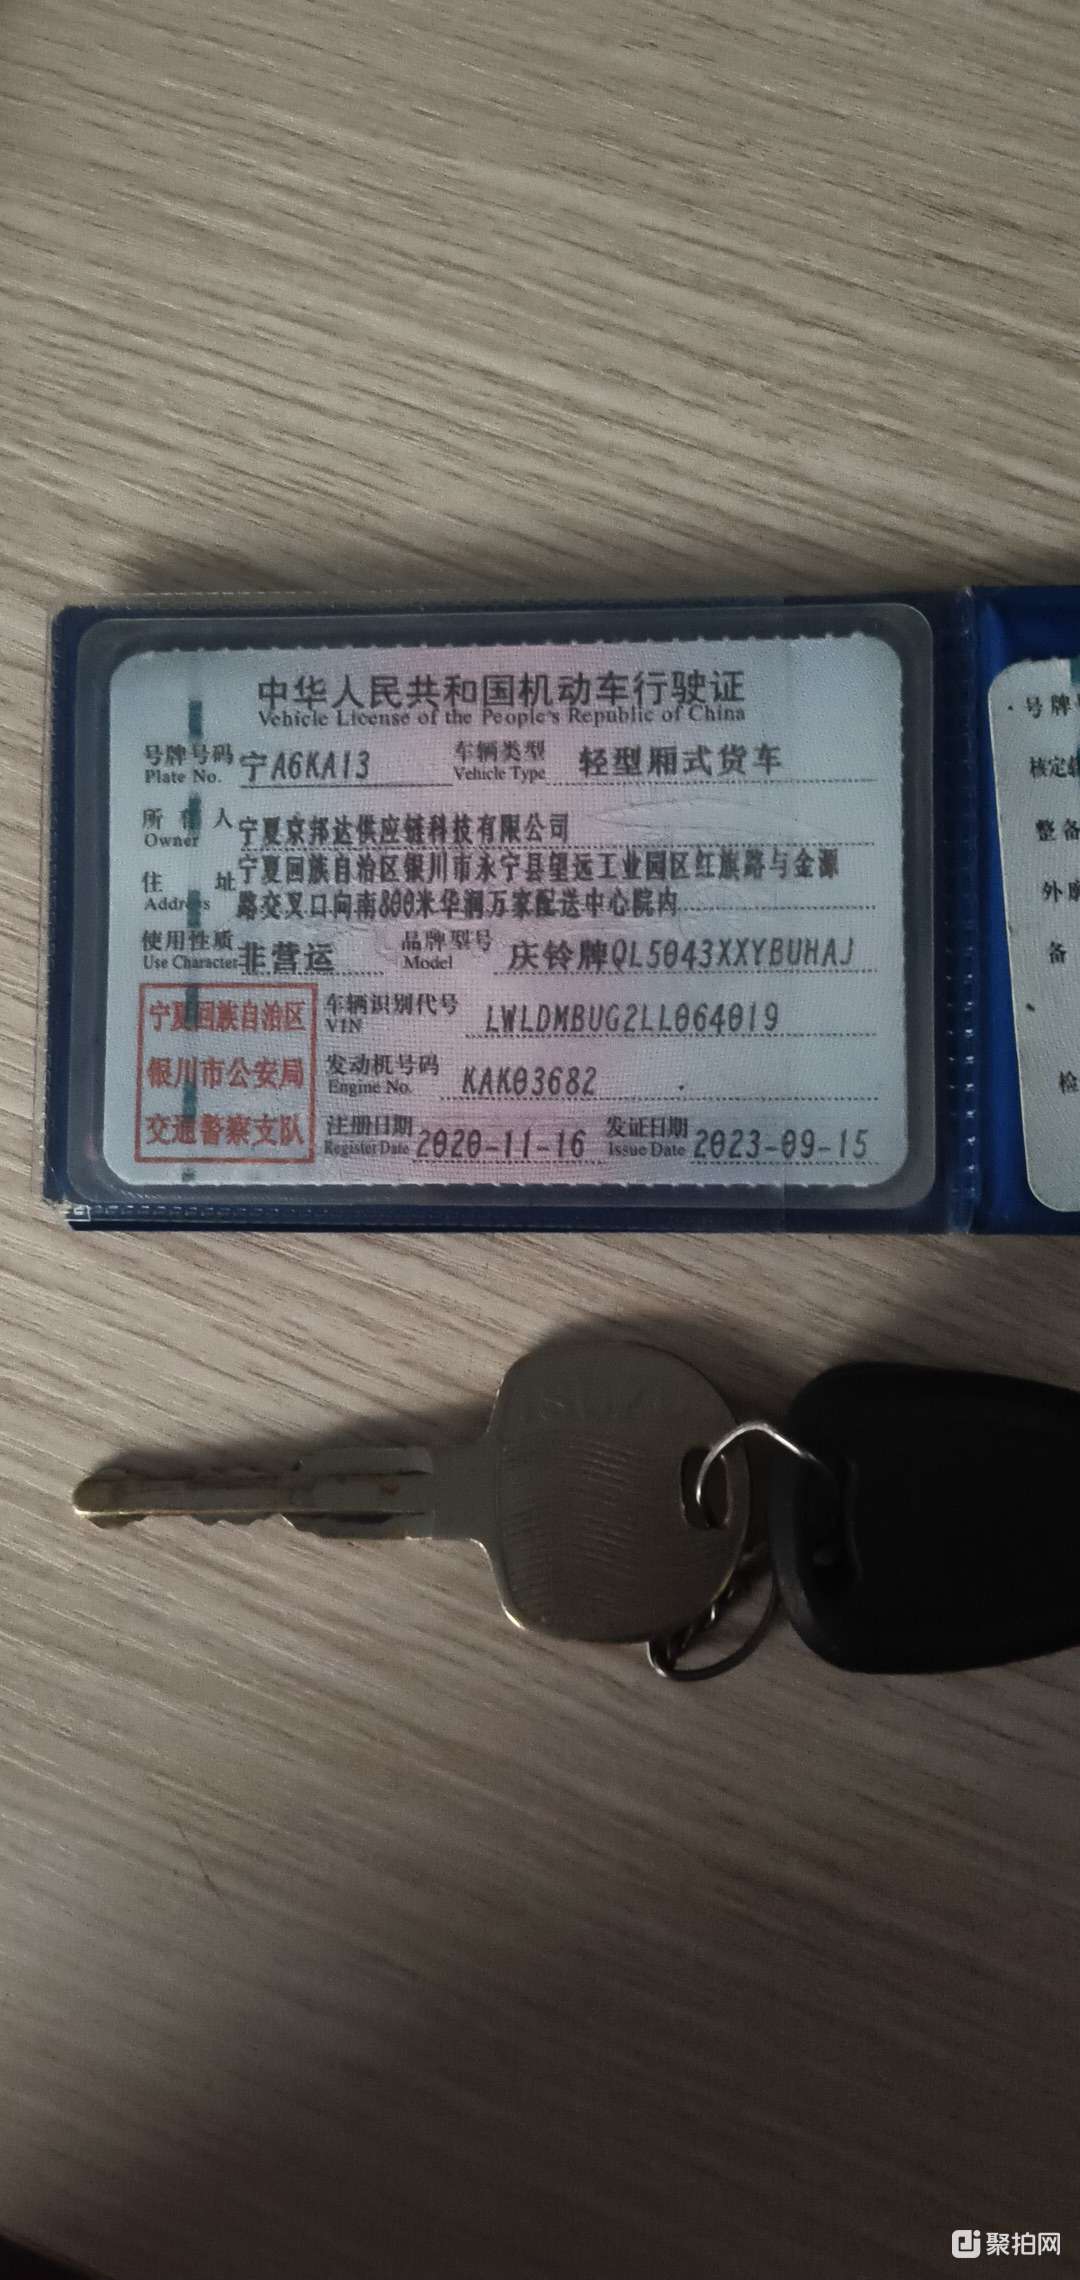 中华人民共和国机动车行驶证
Vehicle License of the People's Republic of China
号牌号码 宁A6KA13 车辆类型 轻型厢式货车
Plate No. Vehicle Type
所有人 宁夏京邦达供应链科技有限公司
Owner
住址 宁夏回族自治区银川市永宁县望远工业园区红旗路与金源
Address 路交叉口向南800米华润万家配送中心院内
使用性质 非营运 品牌型号 庆铃牌QL5043XXYBUHAJ
Use Character Model
宁夏回族自治区
银川市公安局
交通警察支队
车辆识别代号 LWLDMBUG2LL064019
VIN
发动机号码 KAK03682
Engine No.
注册日期 2020-11-16 发证日期 2023-09-15
Register Date Issue Date
号牌
核定
整备
外廓
备
检
聚拍网